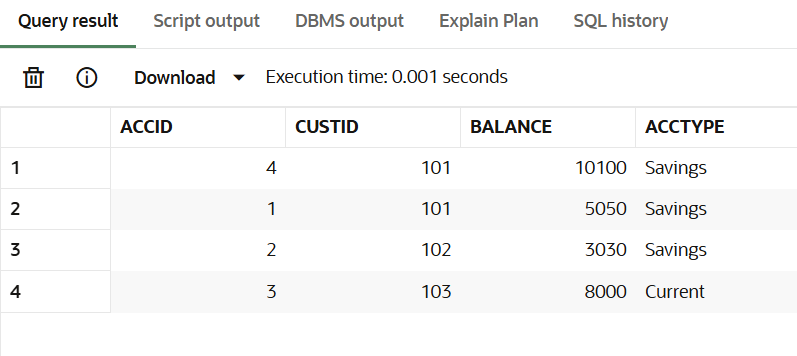 Query result Script output DBMS output Explain Plan SQL history
Download Execution time: 0.001 seconds
ACCID CUSTID BALANCE ACCTYPE
1 4 101 10100 Savings
2 1 101 5050 Savings
3 2 102 3030 Savings
4 3 103 8000 Current